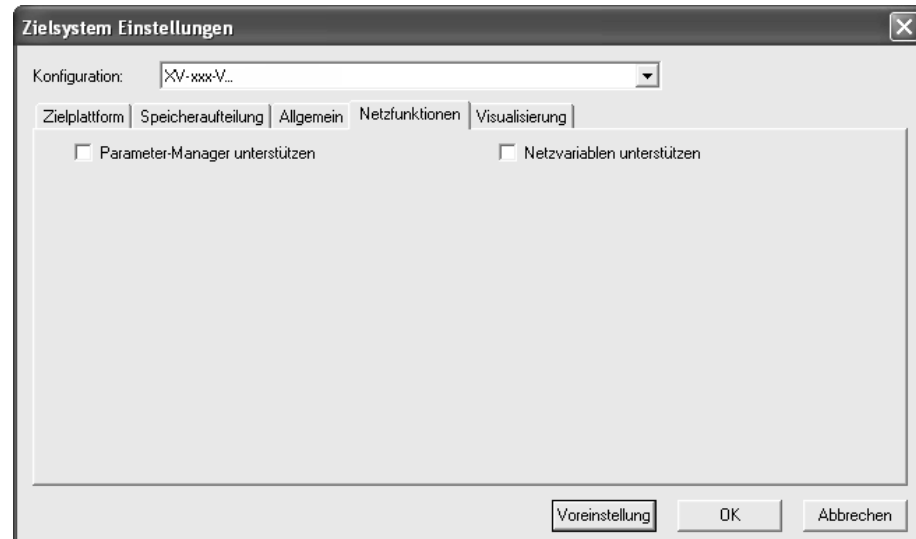 Zielsystem Einstellungen
Konfiguration: XV-xxx-V...
Zielplattform Speicheraufteilung Allgemein Netzfunktionen Visualisierung
Parameter-Manager unterstützen Netzvariablen unterstützen
Voreinstellung OK Abbrechen